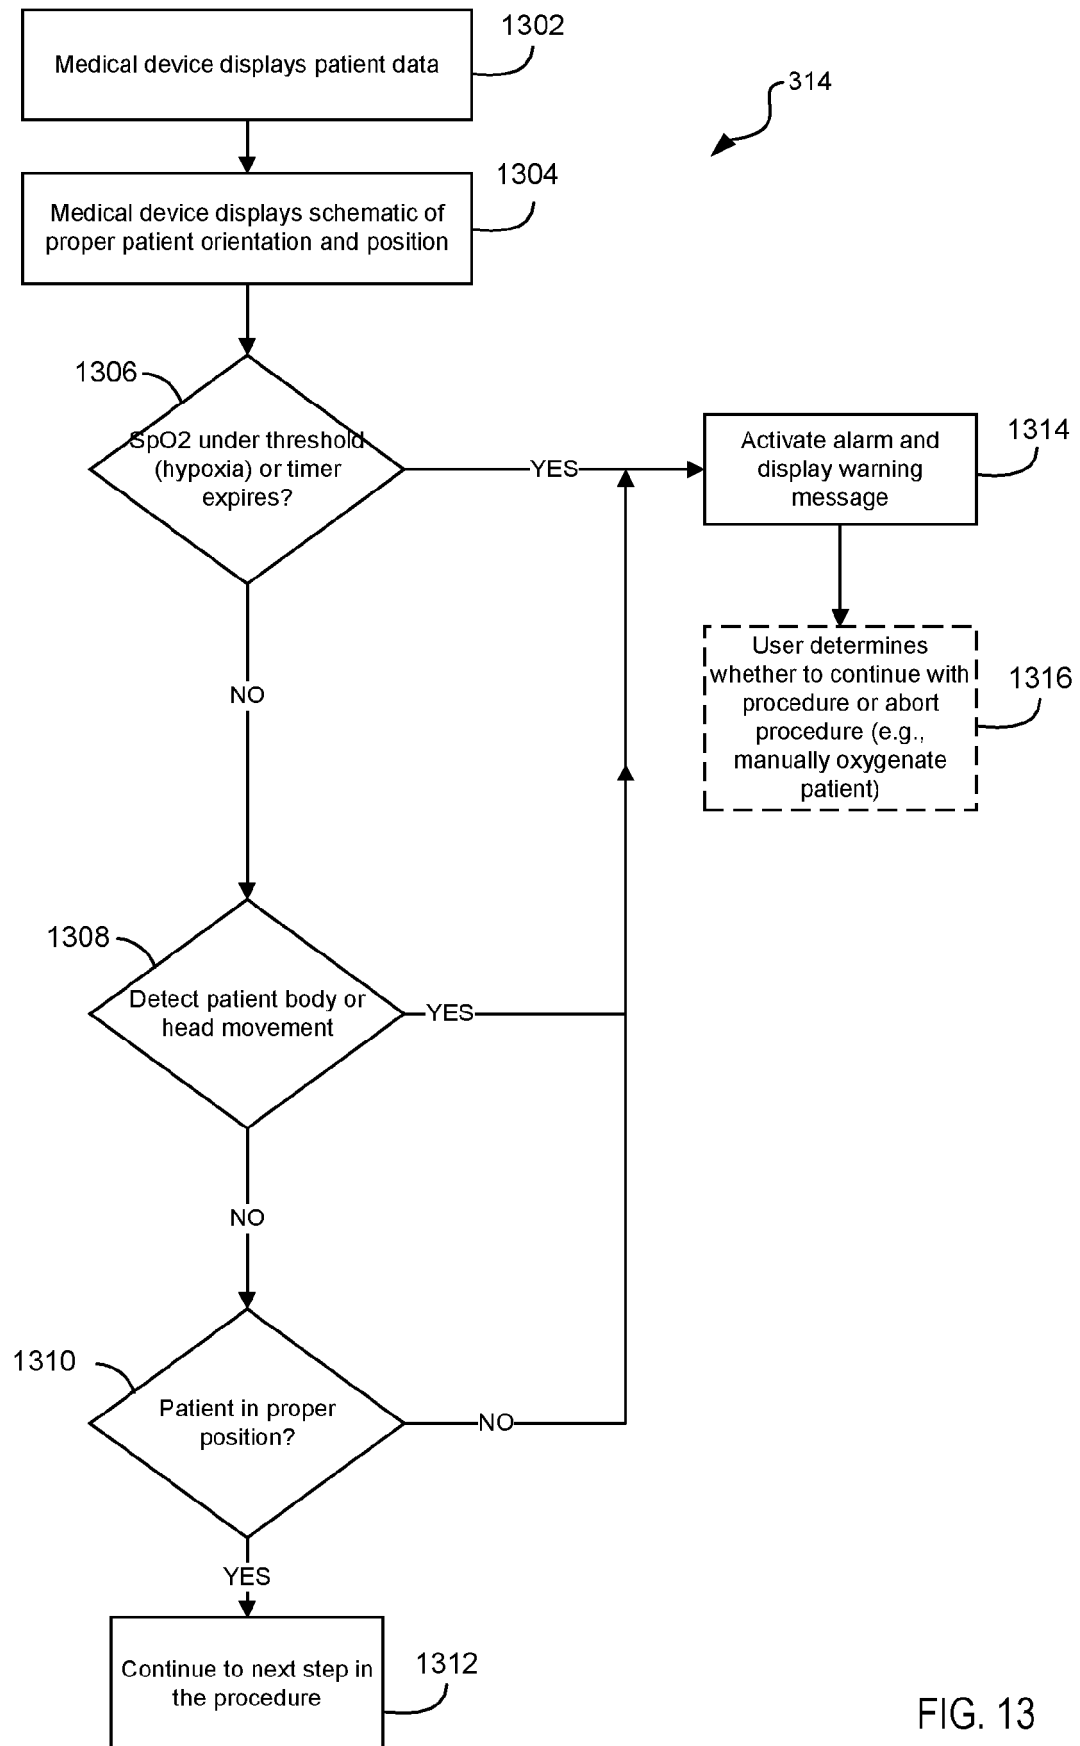 1302
Medical device displays patient data
314
1304
Medical device displays schematic of
proper patient orientation and position
1306
SpO2 under threshold
(hypoxia) or timer
expires?
YES
Activate alarm and
display warning
message
1314
NO
User determines
whether to continue with
procedure or abort
procedure (e.g.,
manually oxygenate
patient)
1316
1308
Detect patient body or
head movement
YES
NO
1310
Patient in proper
position?
NO
YES
Continue to next step in
the procedure
1312
FIG. 13